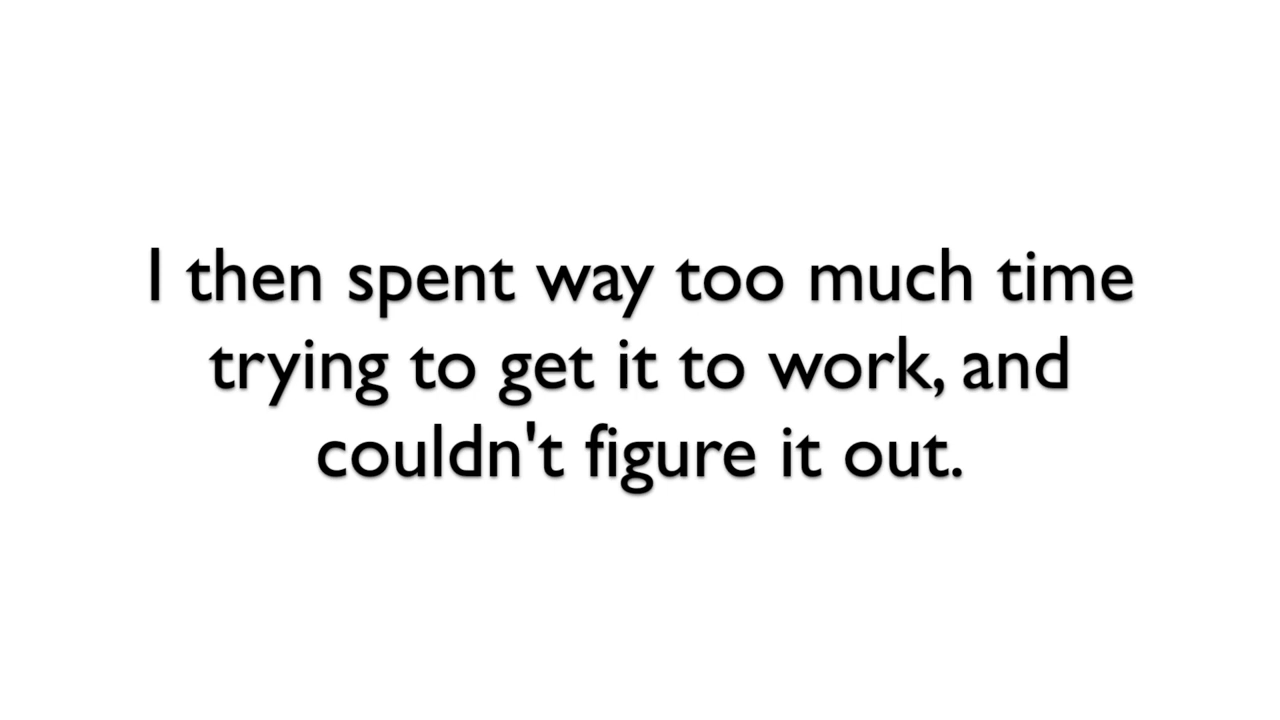 I then spent way too much time
trying to get it to work, and
couldn't figure it out.